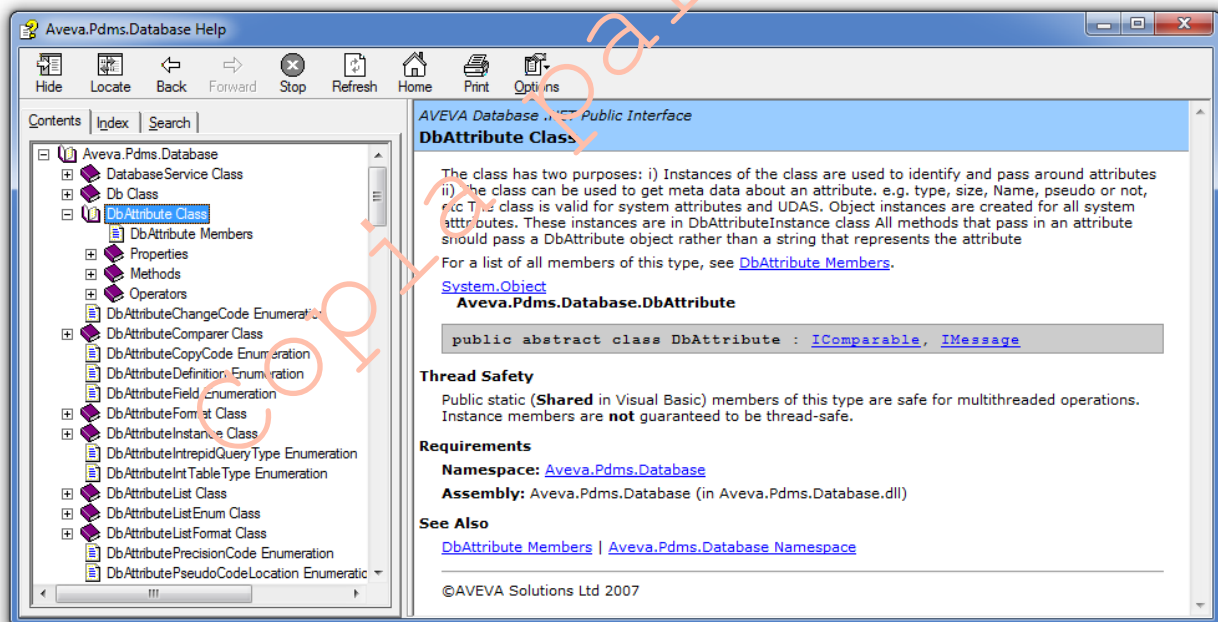 Aveva.Pdms.Database Help
Hide Locate Back Forward Stop Refresh Home Print Options
Contents Index Search
Aveva.Pdms.Database
DatabaseService Class
Db Class
DbAttribute Class
DbAttribute Members
Properties
Methods
Operators
DbAttributeChangeCode Enumeration
DbAttributeComparer Class
DbAttributeCopyCode Enumeration
DbAttributeDefinition Enumeration
DbAttributeField Enumeration
DbAttributeFormat Class
DbAttributeInstance Class
DbAttributeIntrepidQueryType Enumeration
DbAttributeIntTableType Enumeration
DbAttributeList Class
DbAttributeListEnum Class
DbAttributeListFormat Class
DbAttributePrecisionCode Enumeration
DbAttributePseudoCodeLocation Enumeratic
AVEVA Database .NET Public Interface
DbAttribute Class
The class has two purposes: i) Instances of the class are used to identify and pass around attributes
ii) The class can be used to get meta data about an attribute. e.g. type, size, Name, pseudo or not,
etc The class is valid for system attributes and UDAS. Object instances are created for all system
atttributes. These instances are in DbAttributeInstance class All methods that pass in an attribute
should pass a DbAttribute object rather than a string that represents the attribute
For a list of all members of this type, see DbAttribute Members.
System.Object
Aveva.Pdms.Database.DbAttribute
public abstract class DbAttribute : IComparable, IMessage
Thread Safety
Public static (Shared in Visual Basic) members of this type are safe for multithreaded operations.
Instance members are not guaranteed to be thread-safe.
Requirements
Namespace: Aveva.Pdms.Database
Assembly: Aveva.Pdms.Database (in Aveva.Pdms.Database.dll)
See Also
DbAttribute Members | Aveva.Pdms.Database Namespace
©AVEVA Solutions Ltd 2007
Copia pa